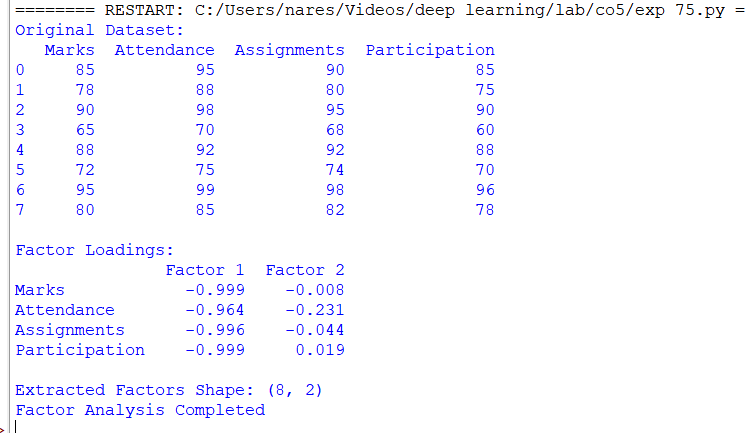 ======== RESTART: C:/Users/nares/Videos/deep learning/lab/co5/exp 75.py =
Original Dataset:
   Marks  Attendance  Assignments  Participation
0     85          95           90             85
1     78          88           80             75
2     90          98           95             90
3     65          70           68             60
4     88          92           92             88
5     72          75           74             70
6     95          99           98             96
7     80          85           82             78

Factor Loadings:
               Factor 1  Factor 2
Marks            -0.999    -0.008
Attendance       -0.964    -0.231
Assignments      -0.996    -0.044
Participation    -0.999     0.019

Extracted Factors Shape: (8, 2)
Factor Analysis Completed